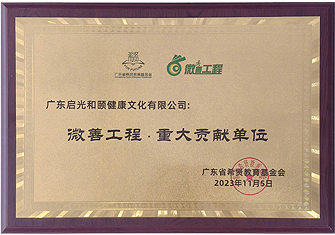 微善工程
广东启光和颐健康文化有限公司:
微善工程·重大贡献单位
广东省希贤教育基金会
2023年11月5日